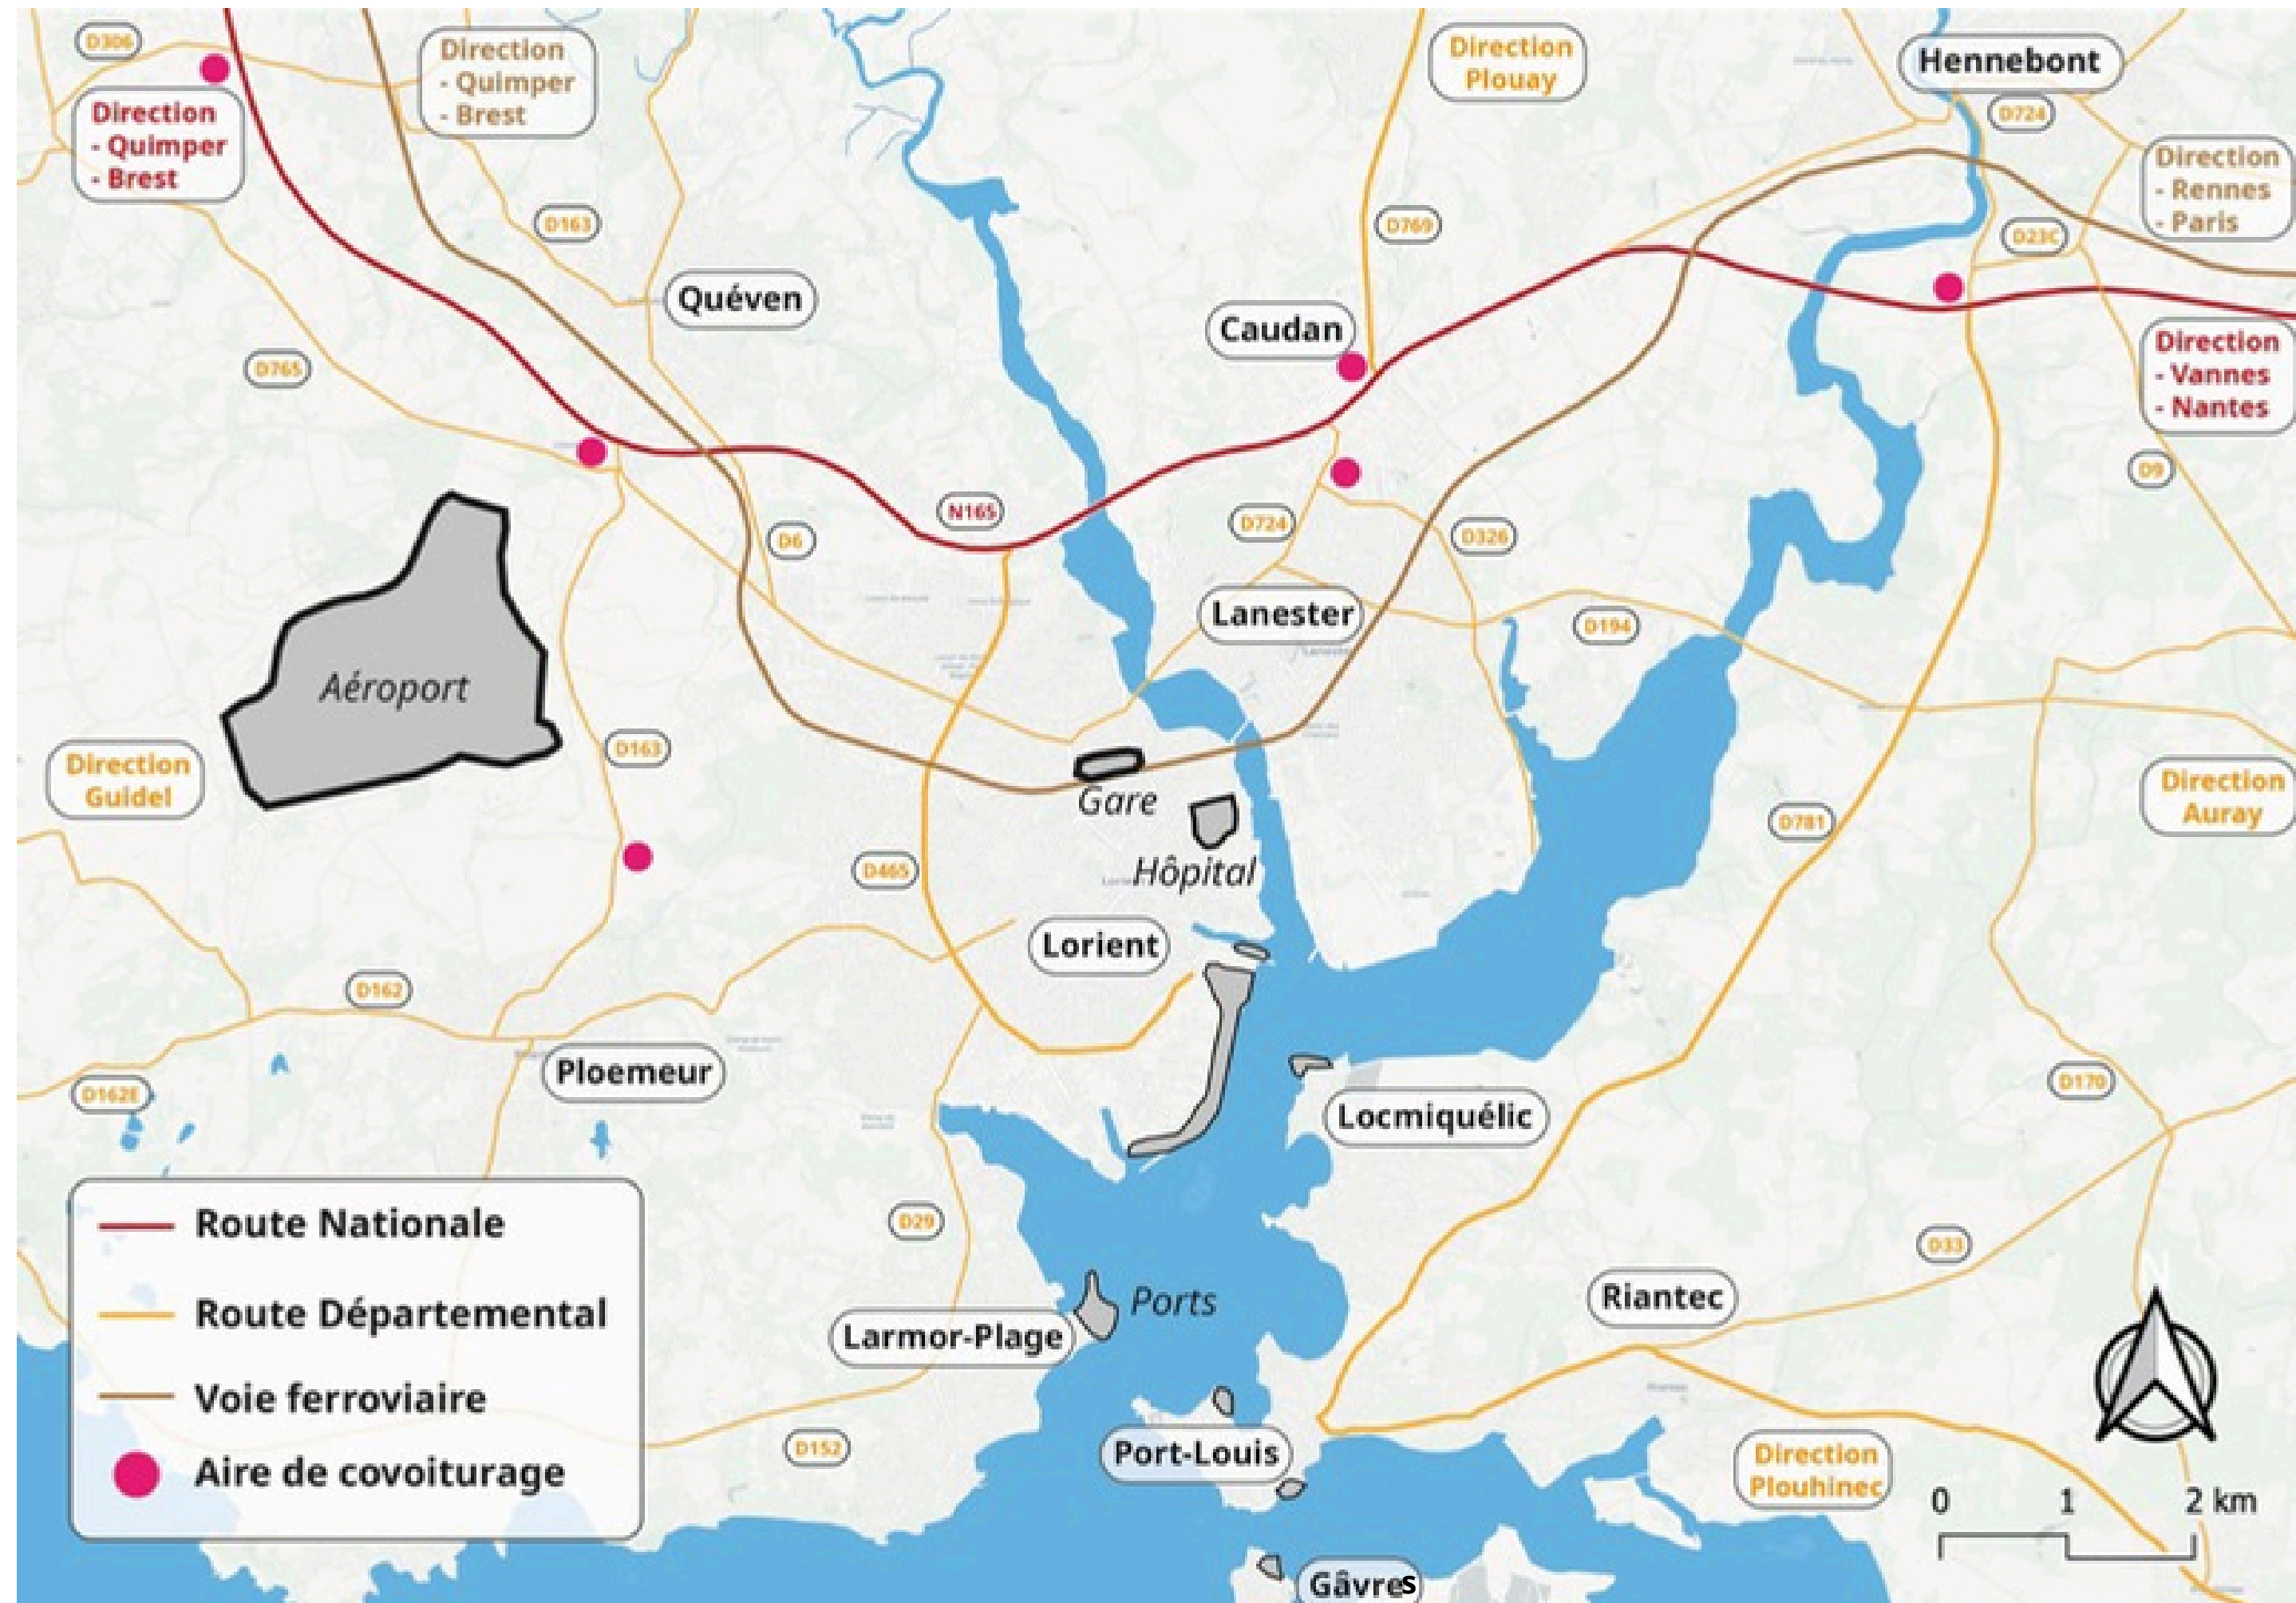 D306
Direction
- Quimper
- Brest
Direction
Plouay
Hennebont
D724
Direction
- Quimper
- Brest
Direction
- Rennes
- Paris
D163
D769
D23C
Quéven
Caudan
Direction
- Vannes
- Nantes
D765
D9
N165
D724
D6
D326
Lanester
D194
Aéroport
Direction
Guidel
D163
Gare
Direction
Auray
D781
D465
Hôpital
Lorient
D162
Ploemeur
D162E
D170
Locmiquélic
D29
D33
Riantec
Ports
Larmor-Plage
D152
Port-Louis
Direction
Plouhinec
Gâvres
Route Nationale
Route Départemental
Voie ferroviaire
Aire de covoiturage
N
0 1 2 km